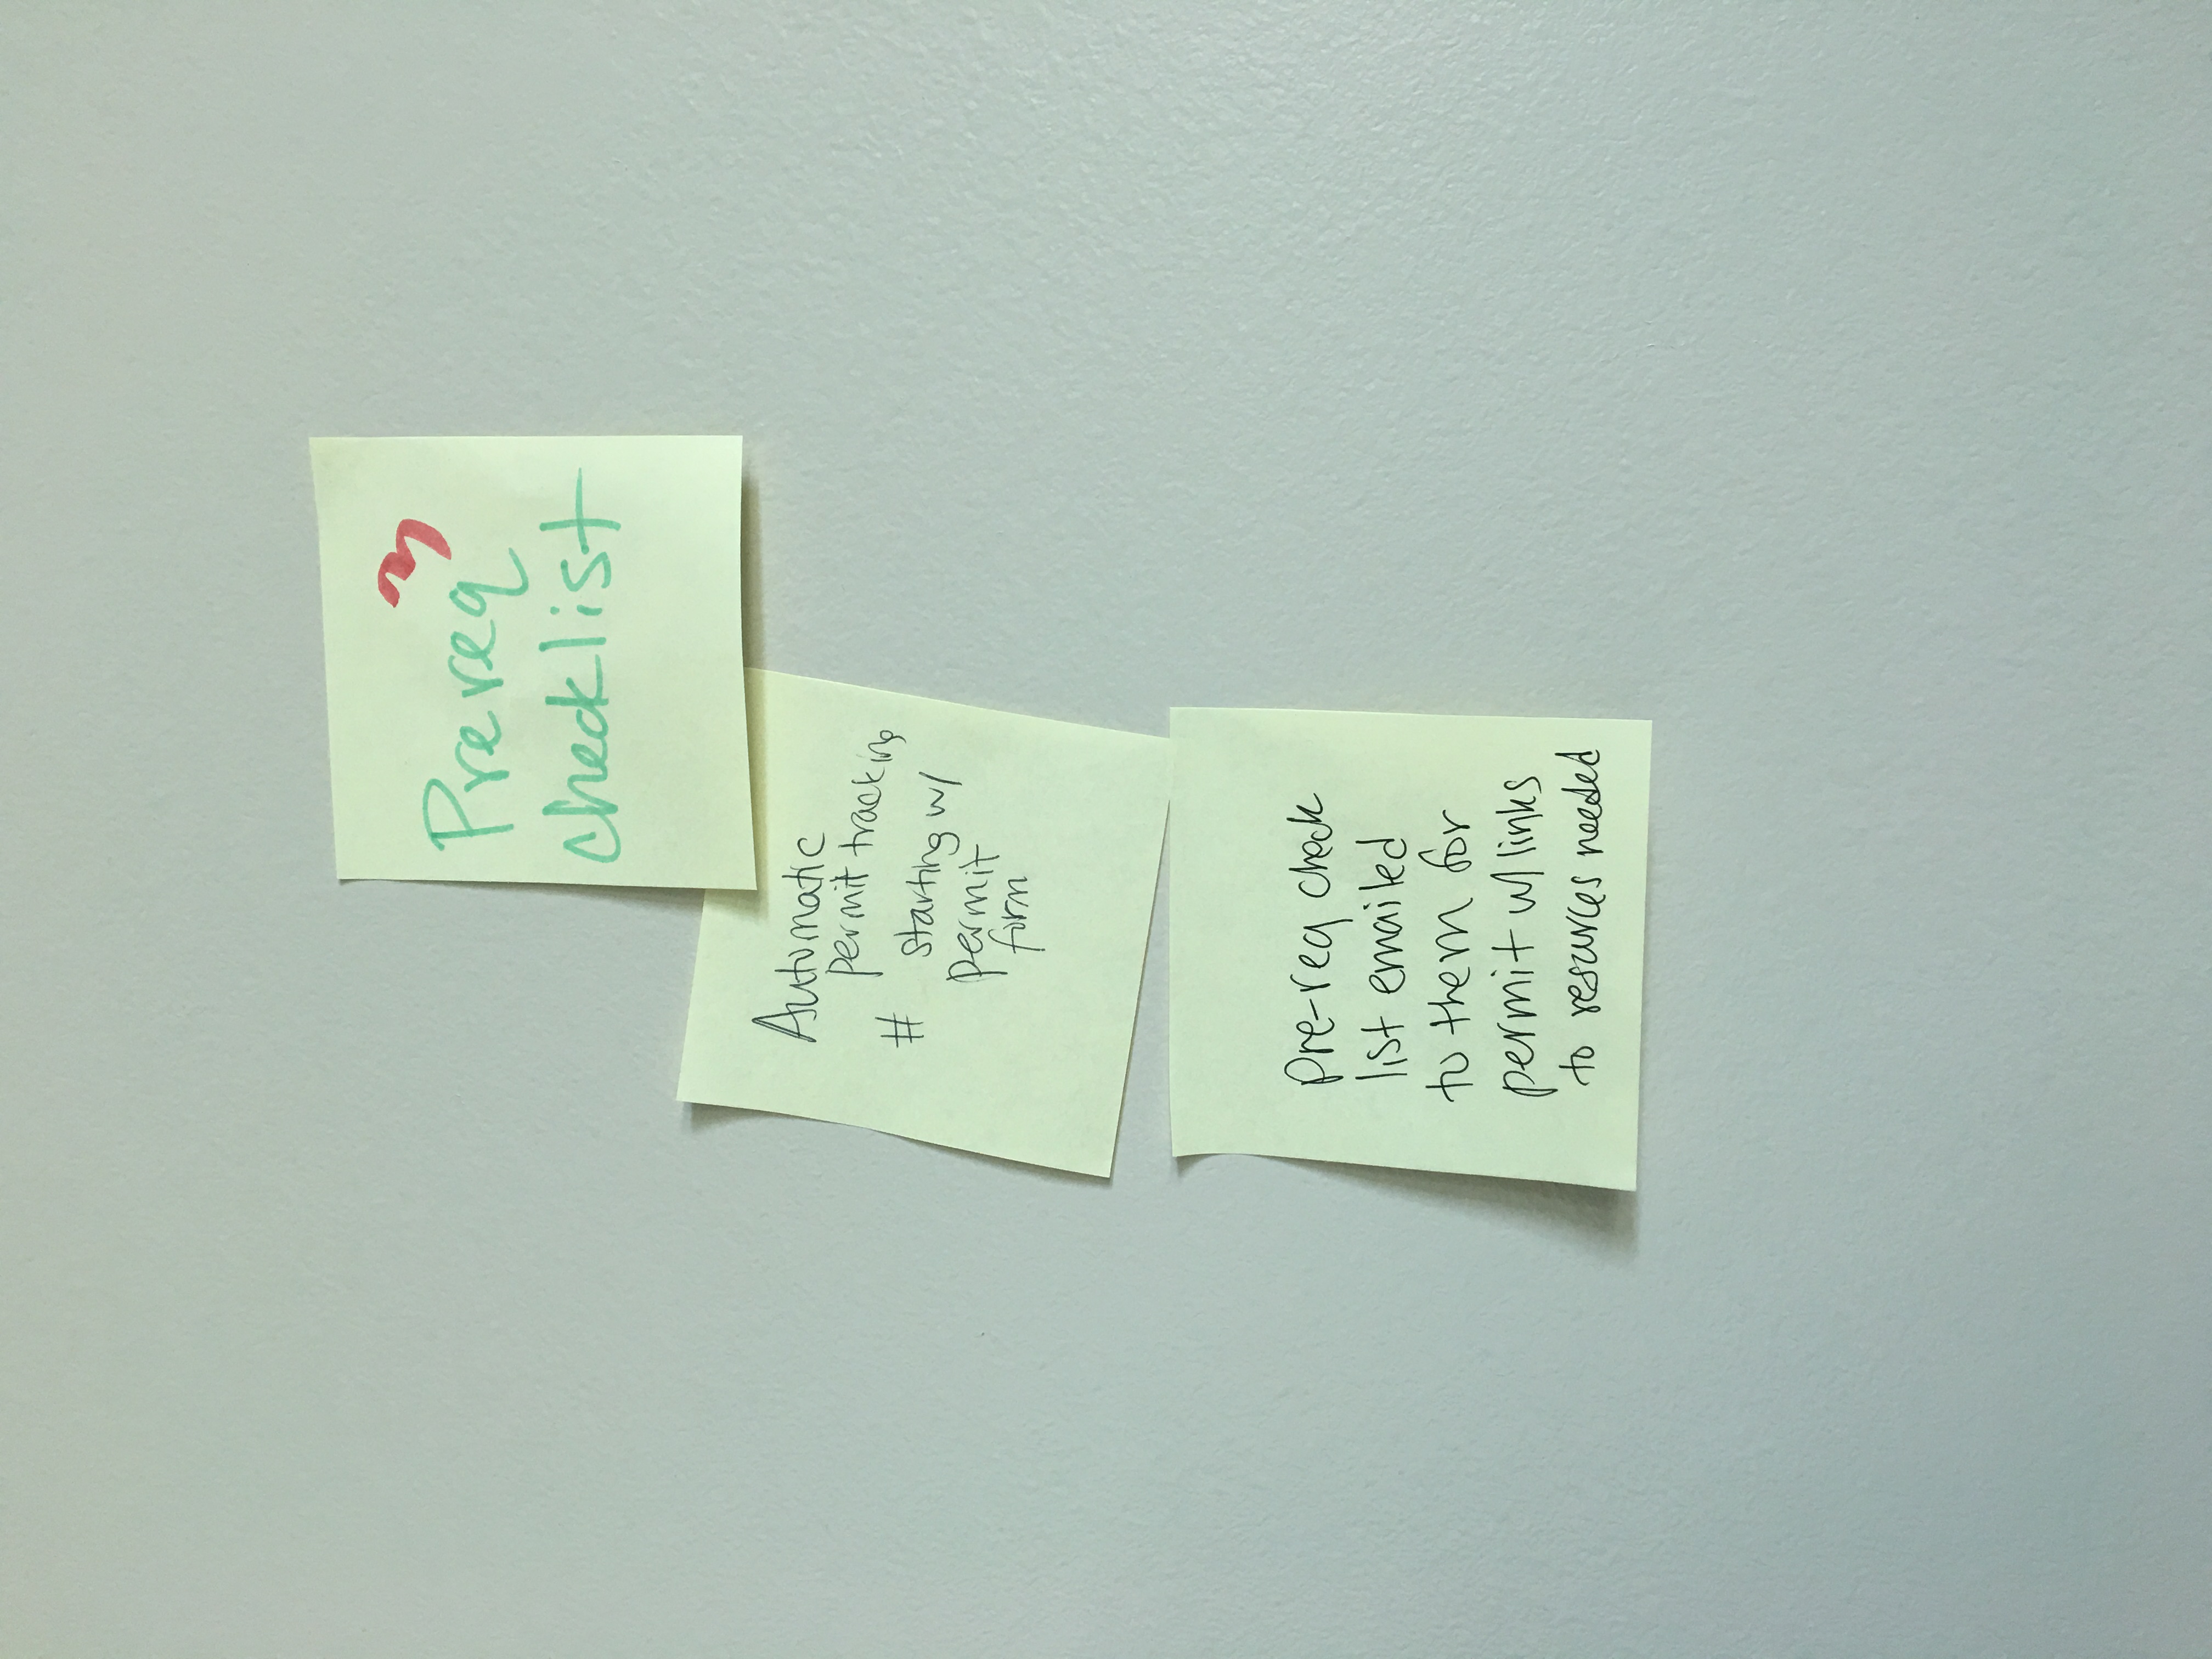 3
Prereq
checklist
Automatic
permit tracking
# starting w/
permit
form
Pre-req check
list emailed
to them for
permit w/ links
to resources needed